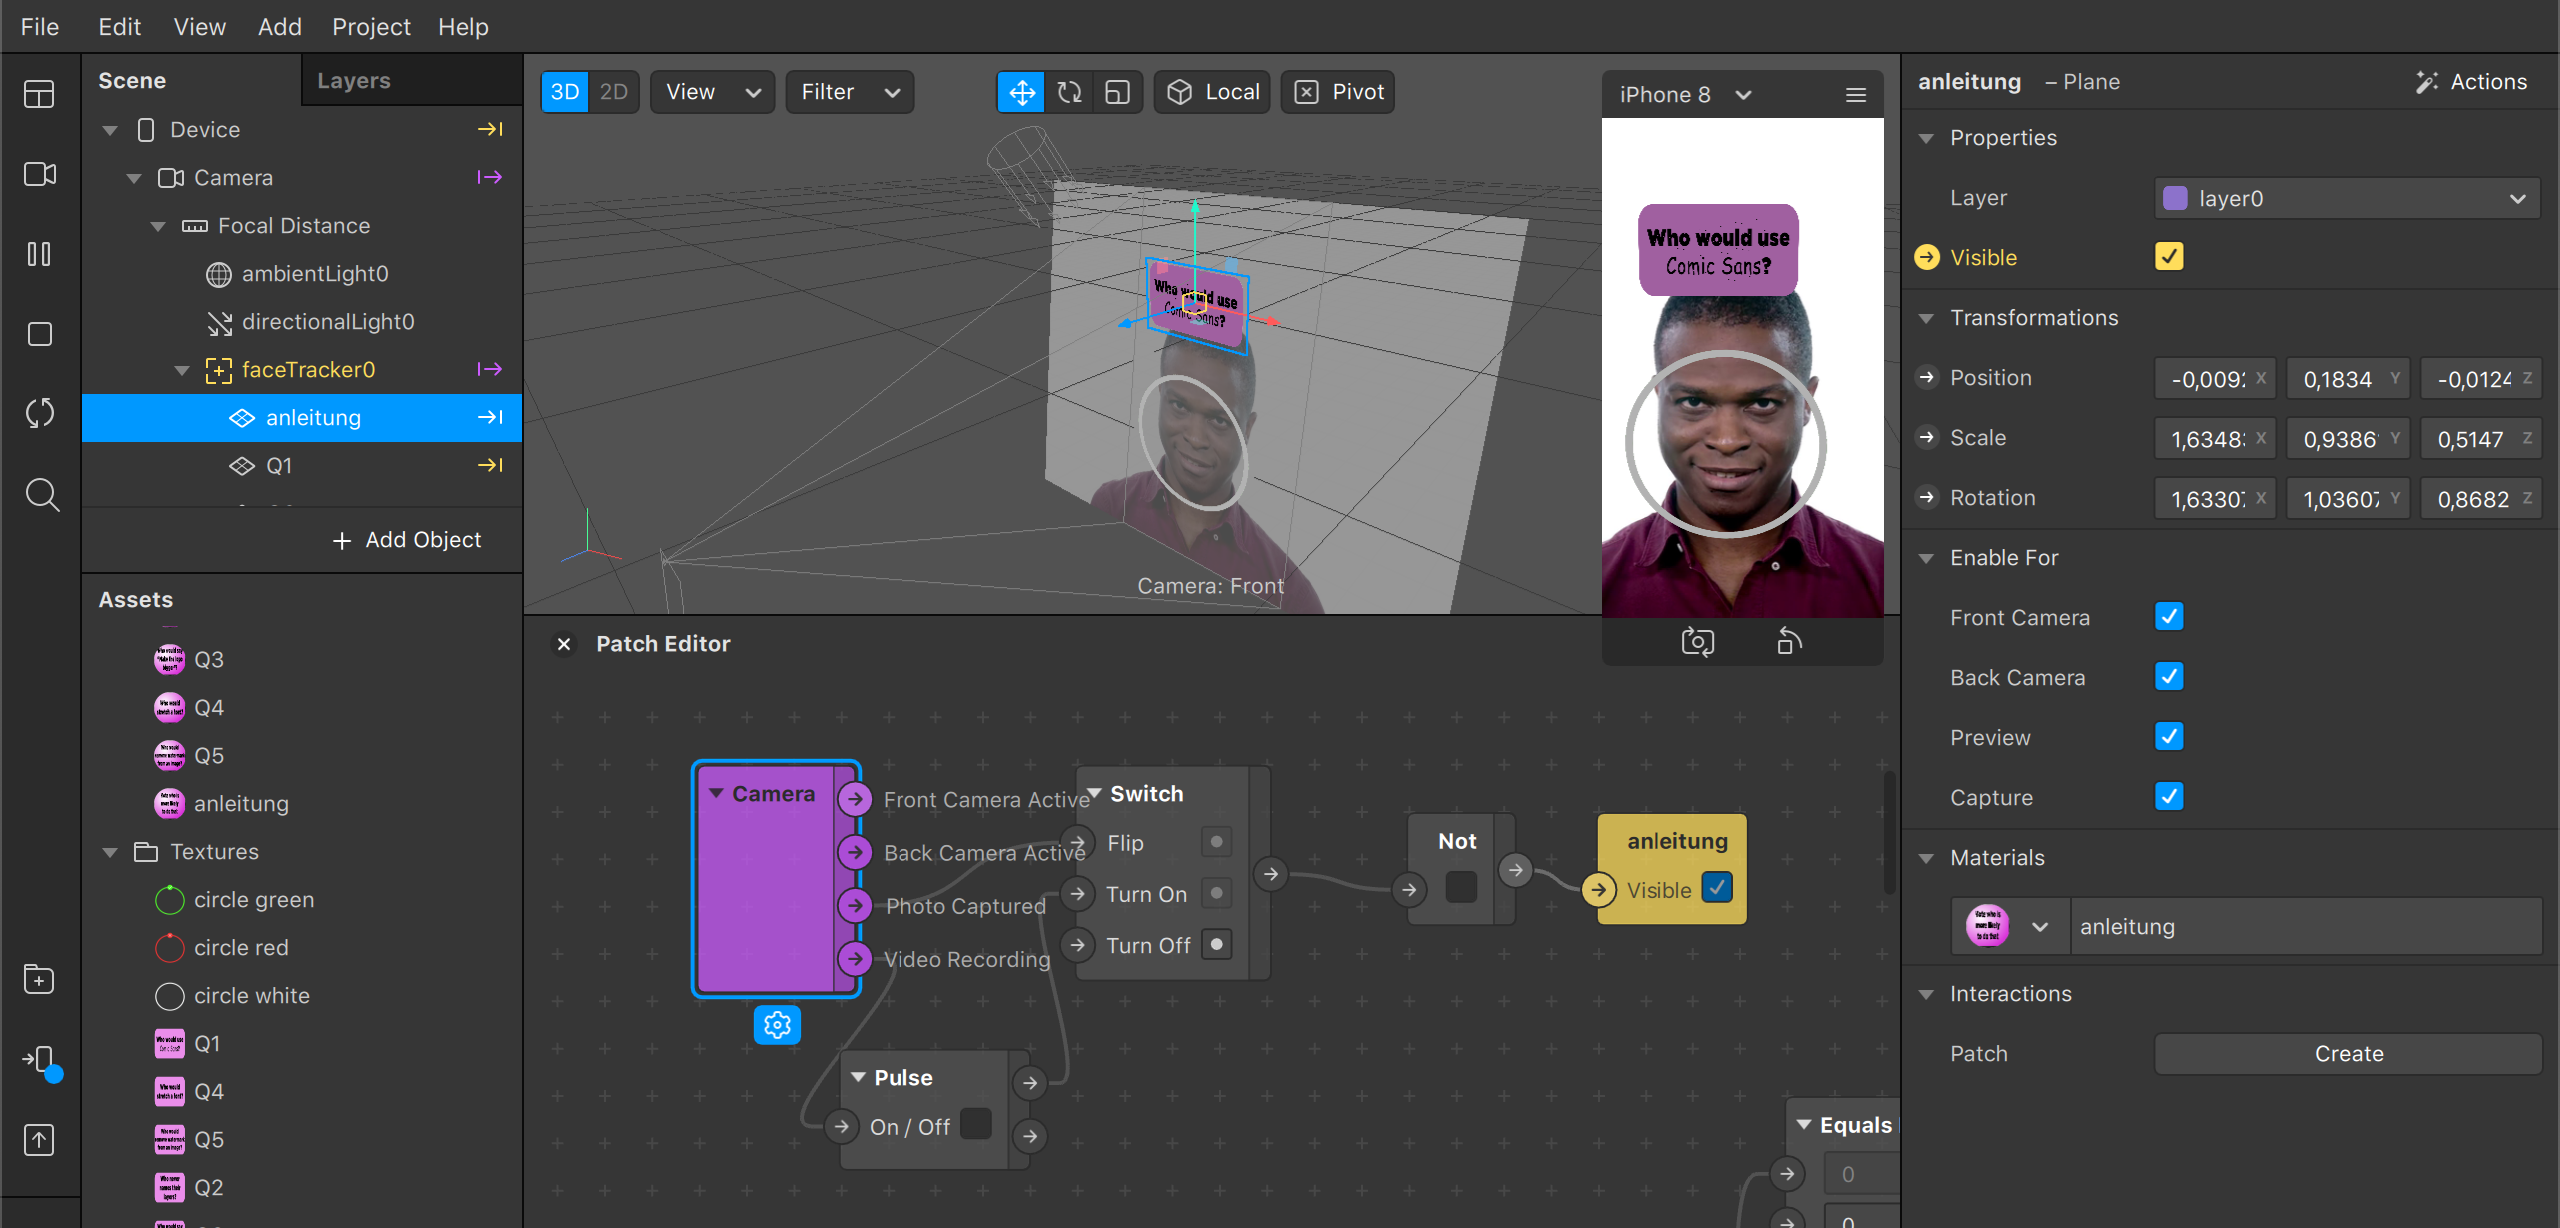 File Edit View Add Project Help
Scene Layers
Device
Camera
Focal Distance
ambientLight0
directionalLight0
faceTracker0
anleitung
Q1
+ Add Object
Assets
Q3
Q4
Q5
anleitung
Textures
circle green
circle red
circle white
Q1
Q4
Q5
Q2
3D 2D View Filter Local Pivot
Who would use
Comic Sans?
Camera: Front
iPhone 8
Who would use
Comic Sans?
Patch Editor
Camera
Front Camera Active
Back Camera Active
Photo Captured
Video Recording
Switch
Flip
Turn On
Turn Off
Not
anleitung
Visible
Pulse
On / Off
Equals
0
0
anleitung – Plane Actions
Properties
Layer layer0
Visible
Transformations
Position -0,009 X 0,1834 Y -0,0124 Z
Scale 1,6348 X 0,9386 Y 0,5147 Z
Rotation 1,6330 X 1,0360 Y 0,8682 Z
Enable For
Front Camera
Back Camera
Preview
Capture
Materials
anleitung
Interactions
Patch Create